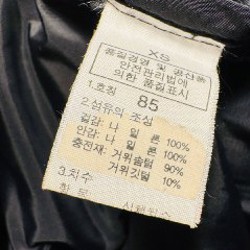 XS
품질경영 및 공산품
안전관리법에
의한 품질표시
1.호칭
85
2.섬유의 조성
겉감: 나 일 론 100%
안감: 나 일 론 100%
충전재: 거위솜털 90%
거위깃털 10%
3.치수
화 목